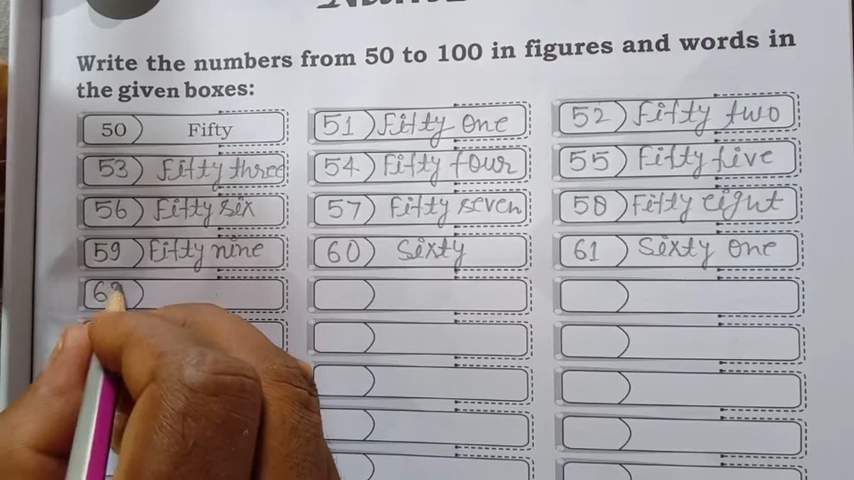 Write the numbers from 50 to 100 in figures and words in
the given boxes:
50 Fifty 51 Fifty One 52 Fifty two
53 Fifty three 54 Fifty four 55 Fifty five
56 Fifty six 57 Fifty seven 58 Fifty eight
59 Fifty nine 60 Sixty 61 Sixty One